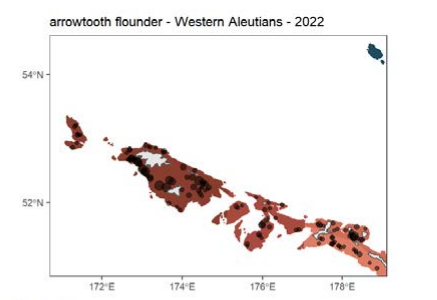 arrowtooth flounder - Western Aleutians - 2022
54°N
52°N
172°E 174°E 176°E 178°E